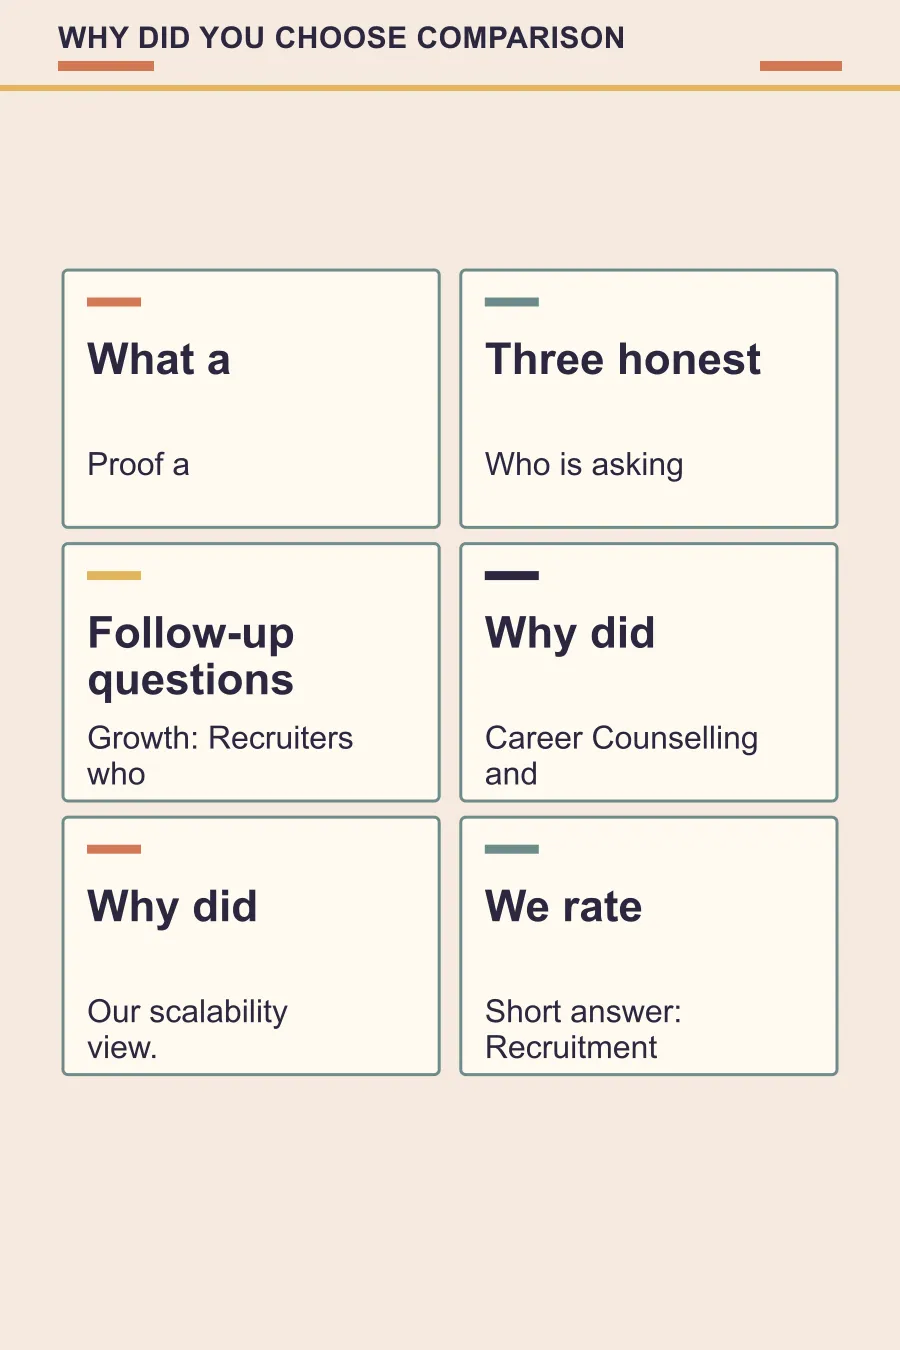 WHY DID YOU CHOOSE COMPARISON
What a
Proof a
Three honest
Who is asking
Follow-up
questions
Growth: Recruiters
who
Why did
Career Counselling
and
Why did
Our scalability
view.
We rate
Short answer:
Recruitment